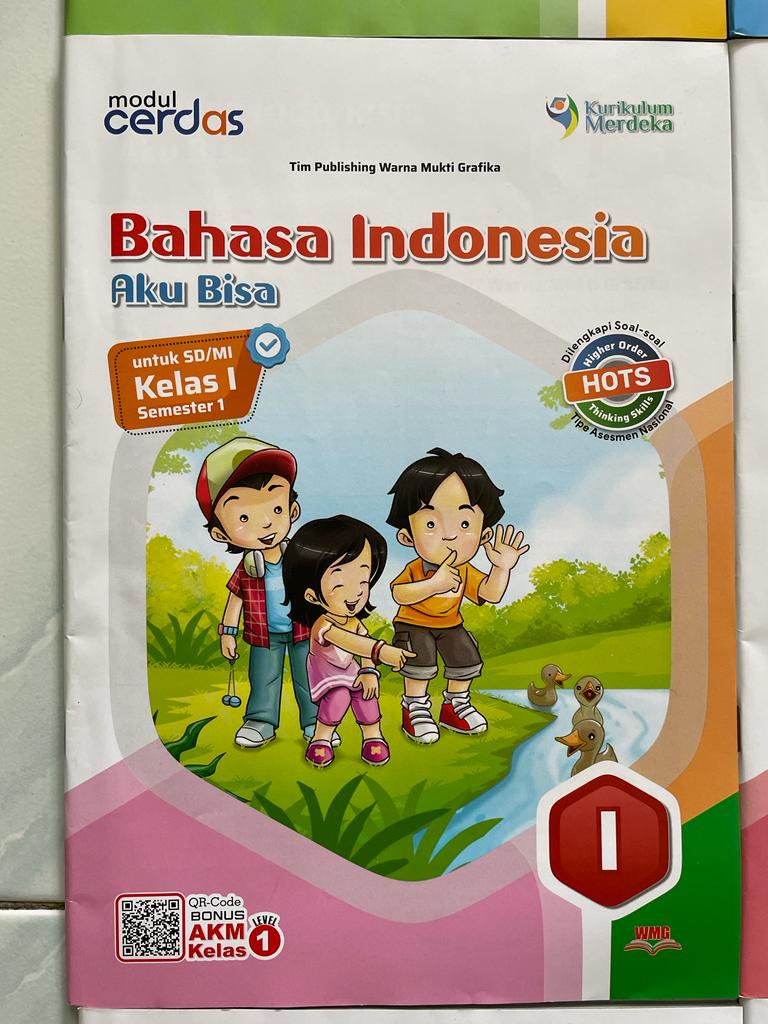 modul
cerdas
Kurikulum
Merdeka
Tim Publishing Warna Mukti Grafika
Bahasa Indonesia
Aku Bisa
untuk SD/MI
Kelas I
Semester 1
Dilengkapi Soal-soal
Higher Order
HOTS
Thinking Skills
Tipe Asesmen Nasional
I
QR-Code
BONUS
AKM
Kelas
LEVEL
1
WMG